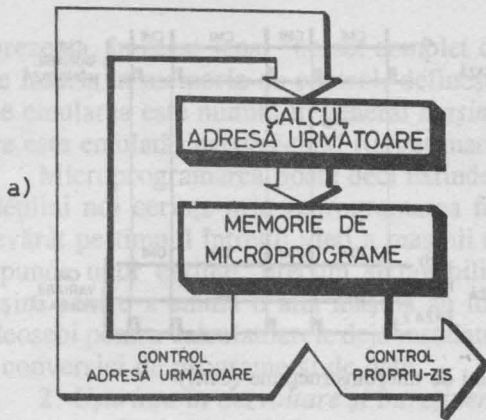 CALCUL
ADRESĂ URMĂTOARE
a)
MEMORIE DE
MICROPROGRAME
CONTROL
ADRESĂ URMĂTOARE
CONTROL
PROPRIU-ZIS